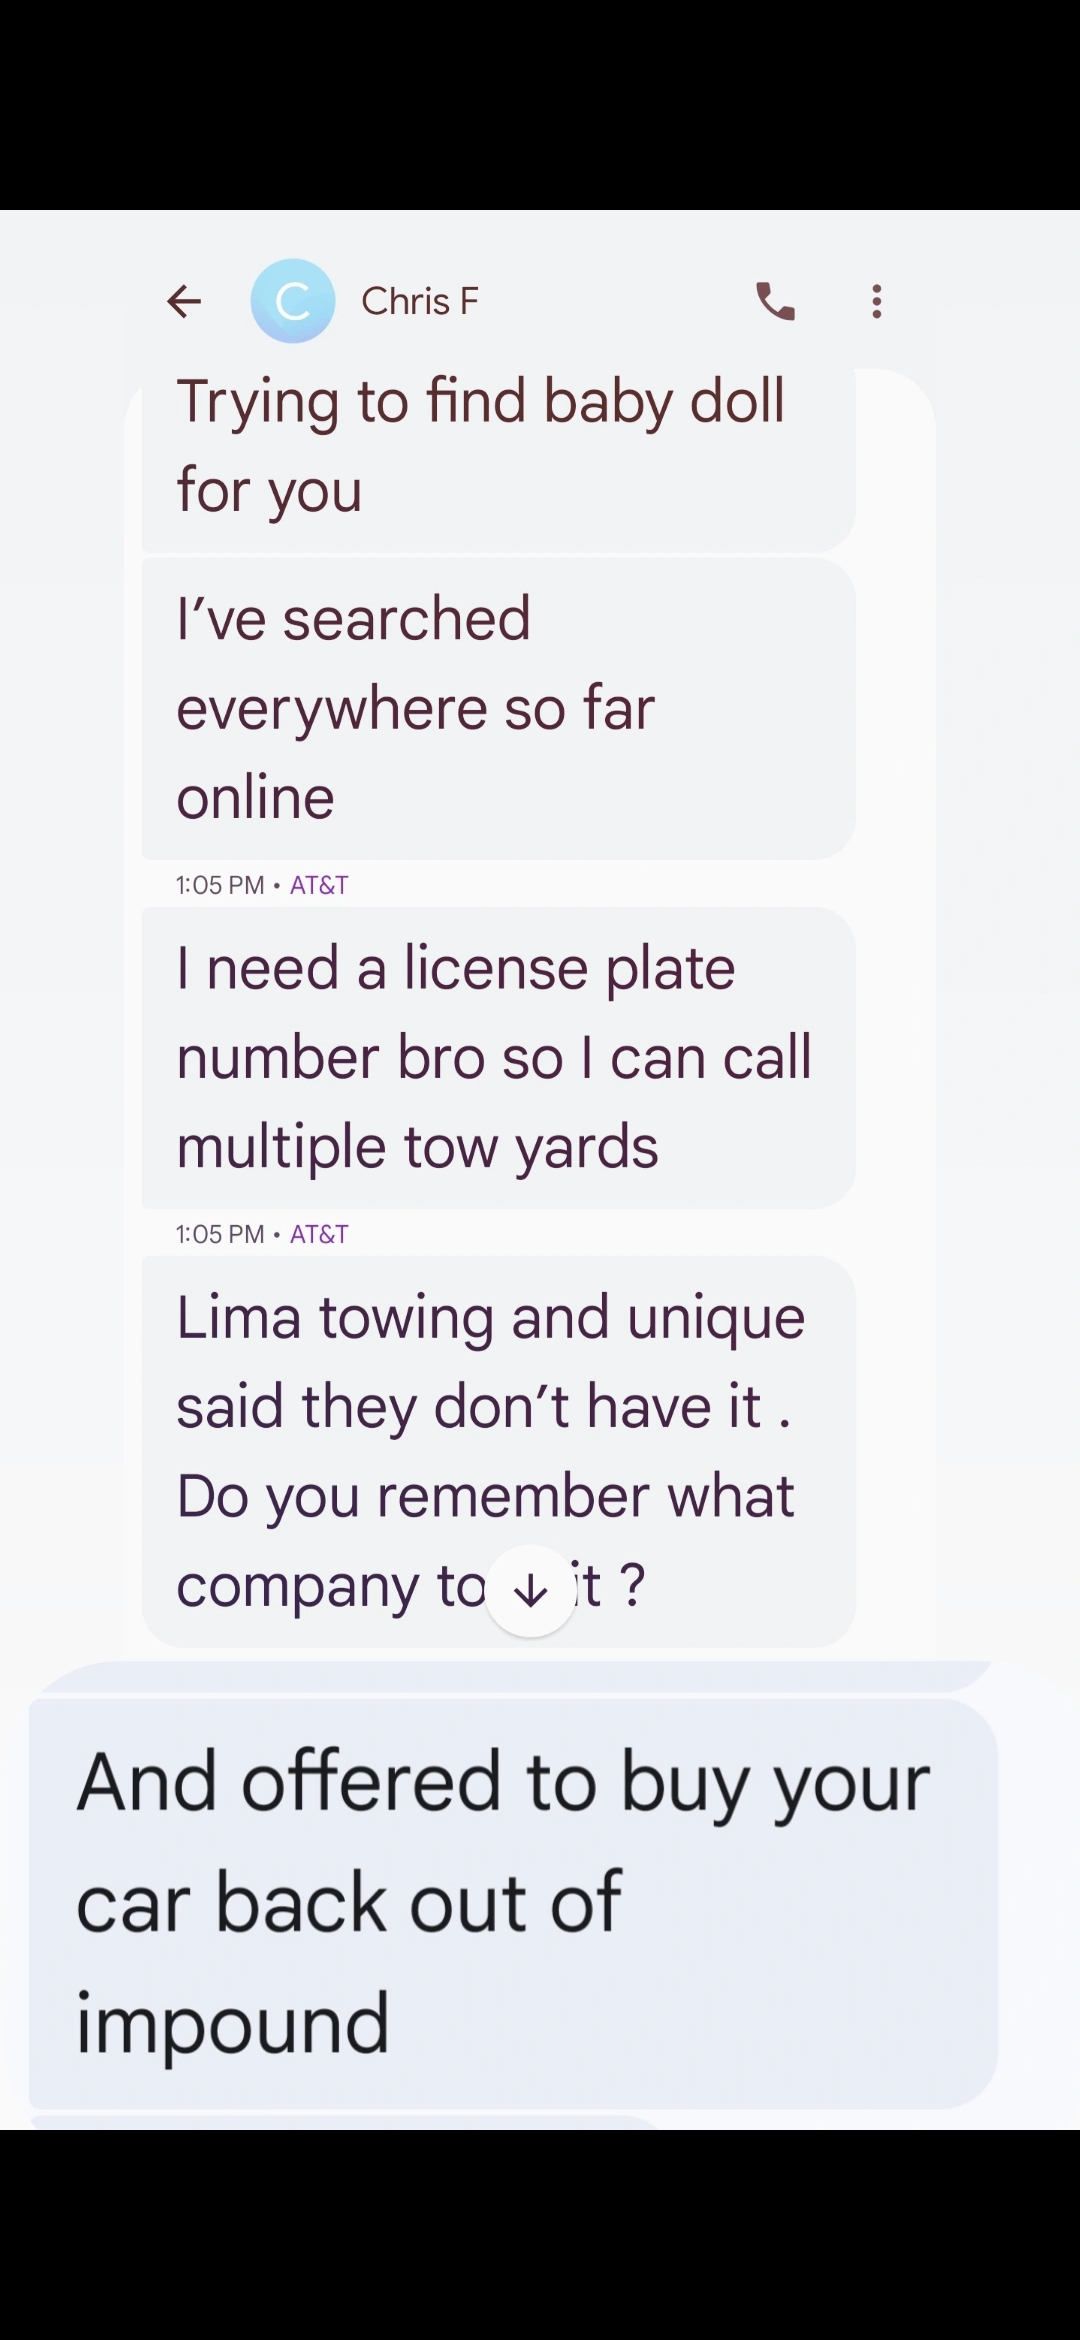 C
Chris F
Trying to find baby doll
for you
I've searched
everywhere so far
online
1:05 PM • AT&T
I need a license plate
number bro so I can call
multiple tow yards
1:05 PM • AT&T
Lima towing and unique
said they don't have it .
Do you remember what
company it ?
And offered to buy your
car back out of
impound